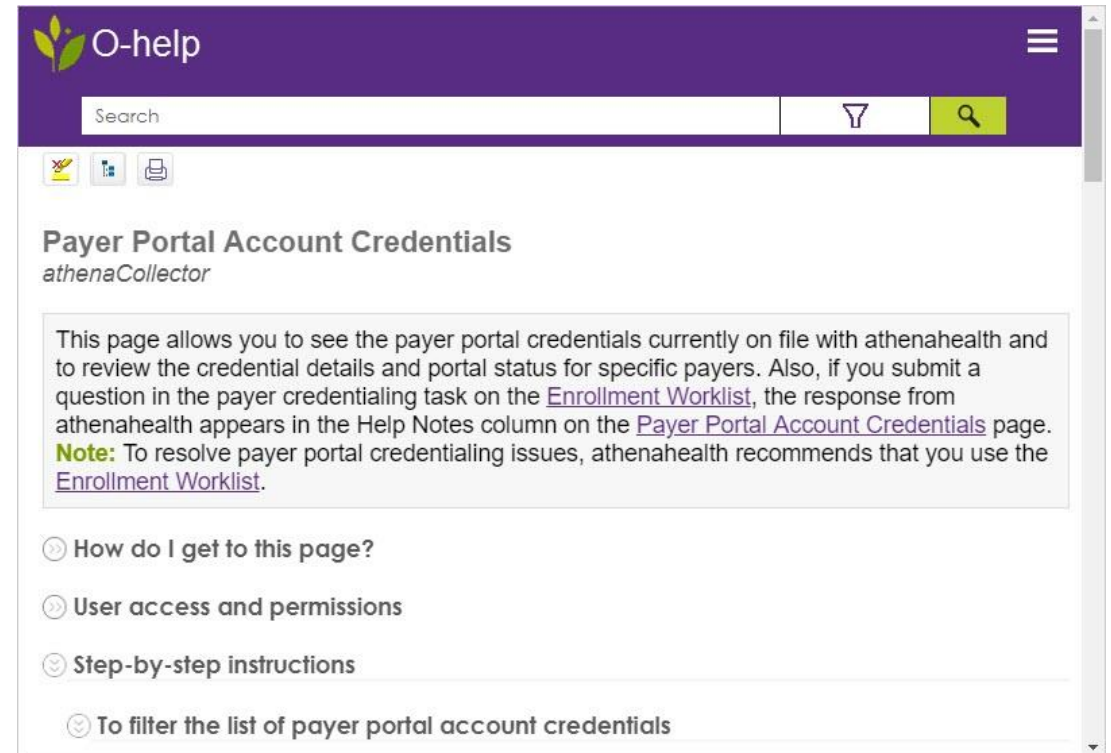 O-help
Search
Payer Portal Account Credentials
athenaCollector
This page allows you to see the payer portal credentials currently on file with athenahealth and
to review the credential details and portal status for specific payers. Also, if you submit a
question in the payer credentialing task on the Enrollment Worklist, the response from
athenahealth appears in the Help Notes column on the Payer Portal Account Credentials page.
Note: To resolve payer portal credentialing issues, athenahealth recommends that you use the
Enrollment Worklist.
How do I get to this page?
User access and permissions
Step-by-step instructions
To filter the list of payer portal account credentials